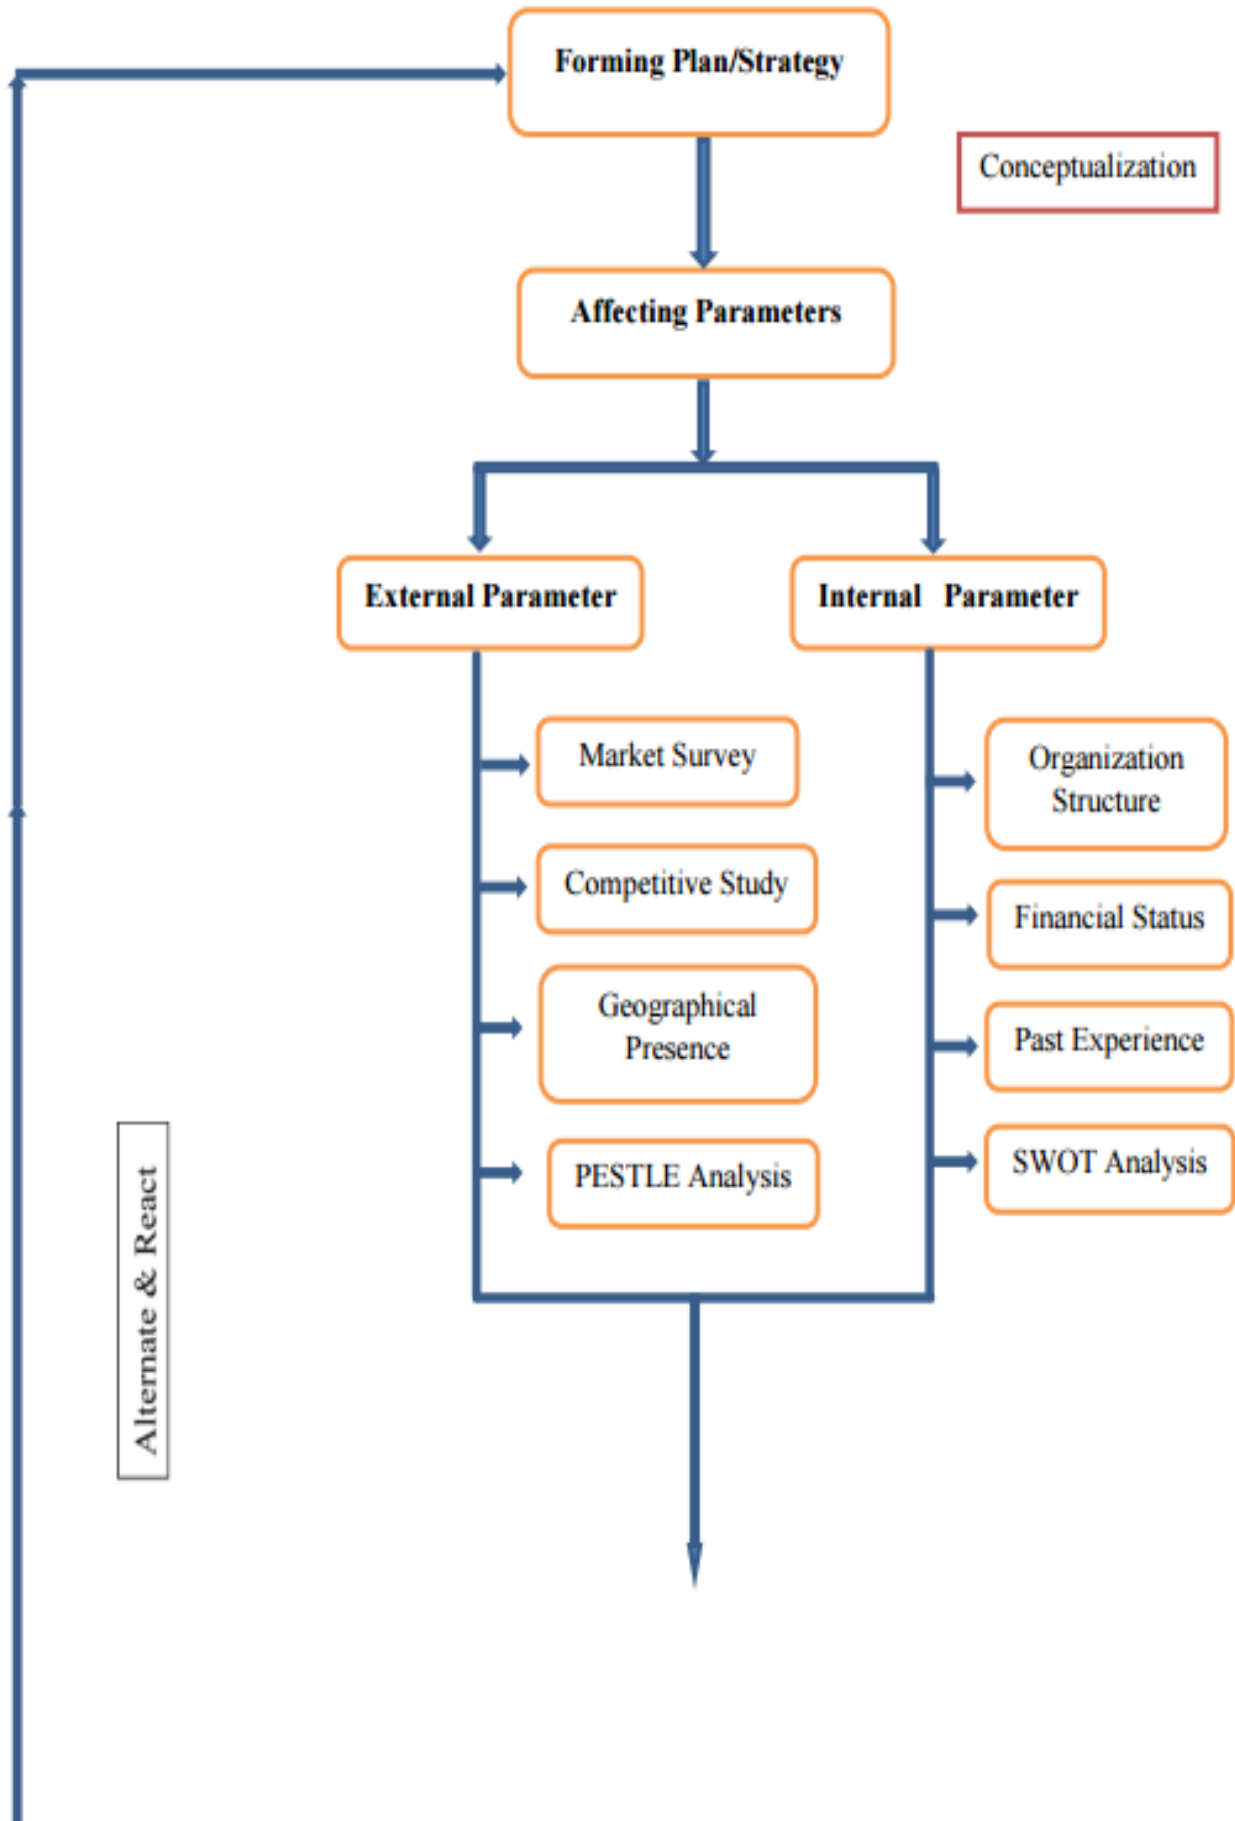 Forming Plan/Strategy
Conceptualization
Affecting Parameters
External Parameter
Internal Parameter
Market Survey
Competitive Study
Geographical
Presence
PESTLE Analysis
Organization
Structure
Financial Status
Past Experience
SWOT Analysis
Alternate & React